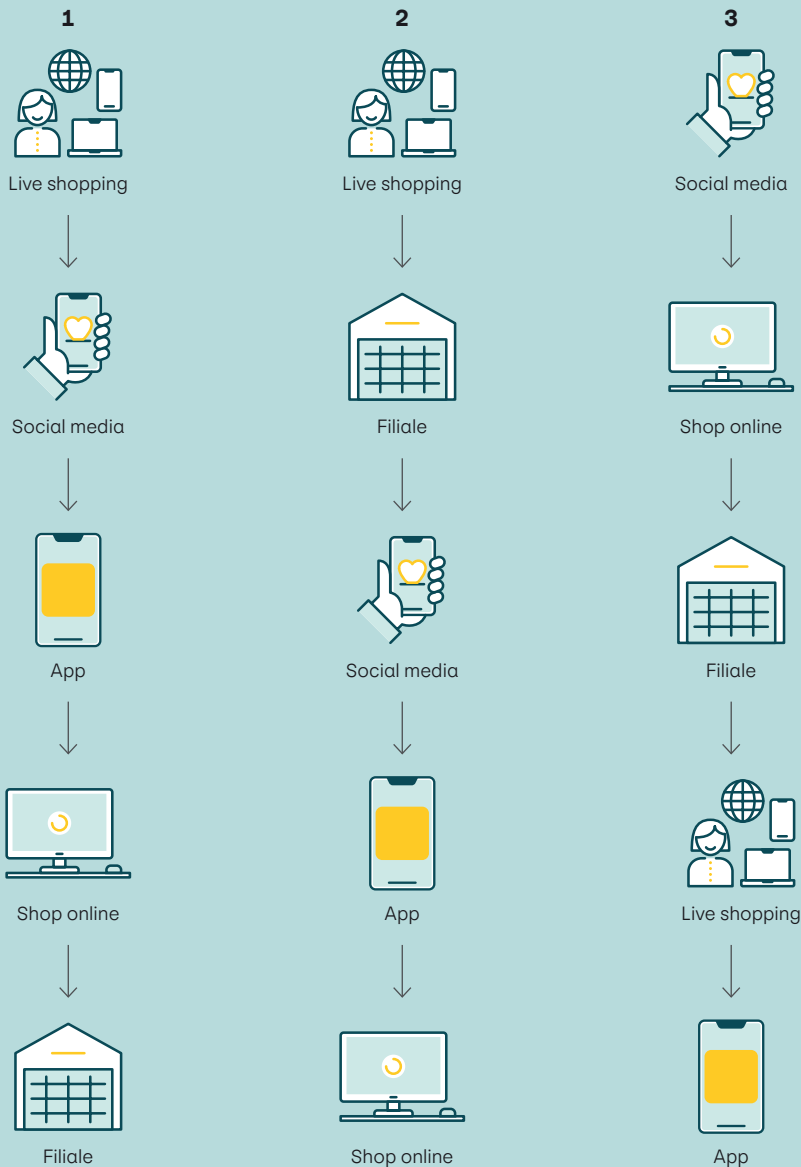 1
Live shopping
Social media
App
Shop online
Filiale
2
Live shopping
Filiale
Social media
App
Shop online
3
Social media
Shop online
Filiale
Live shopping
App